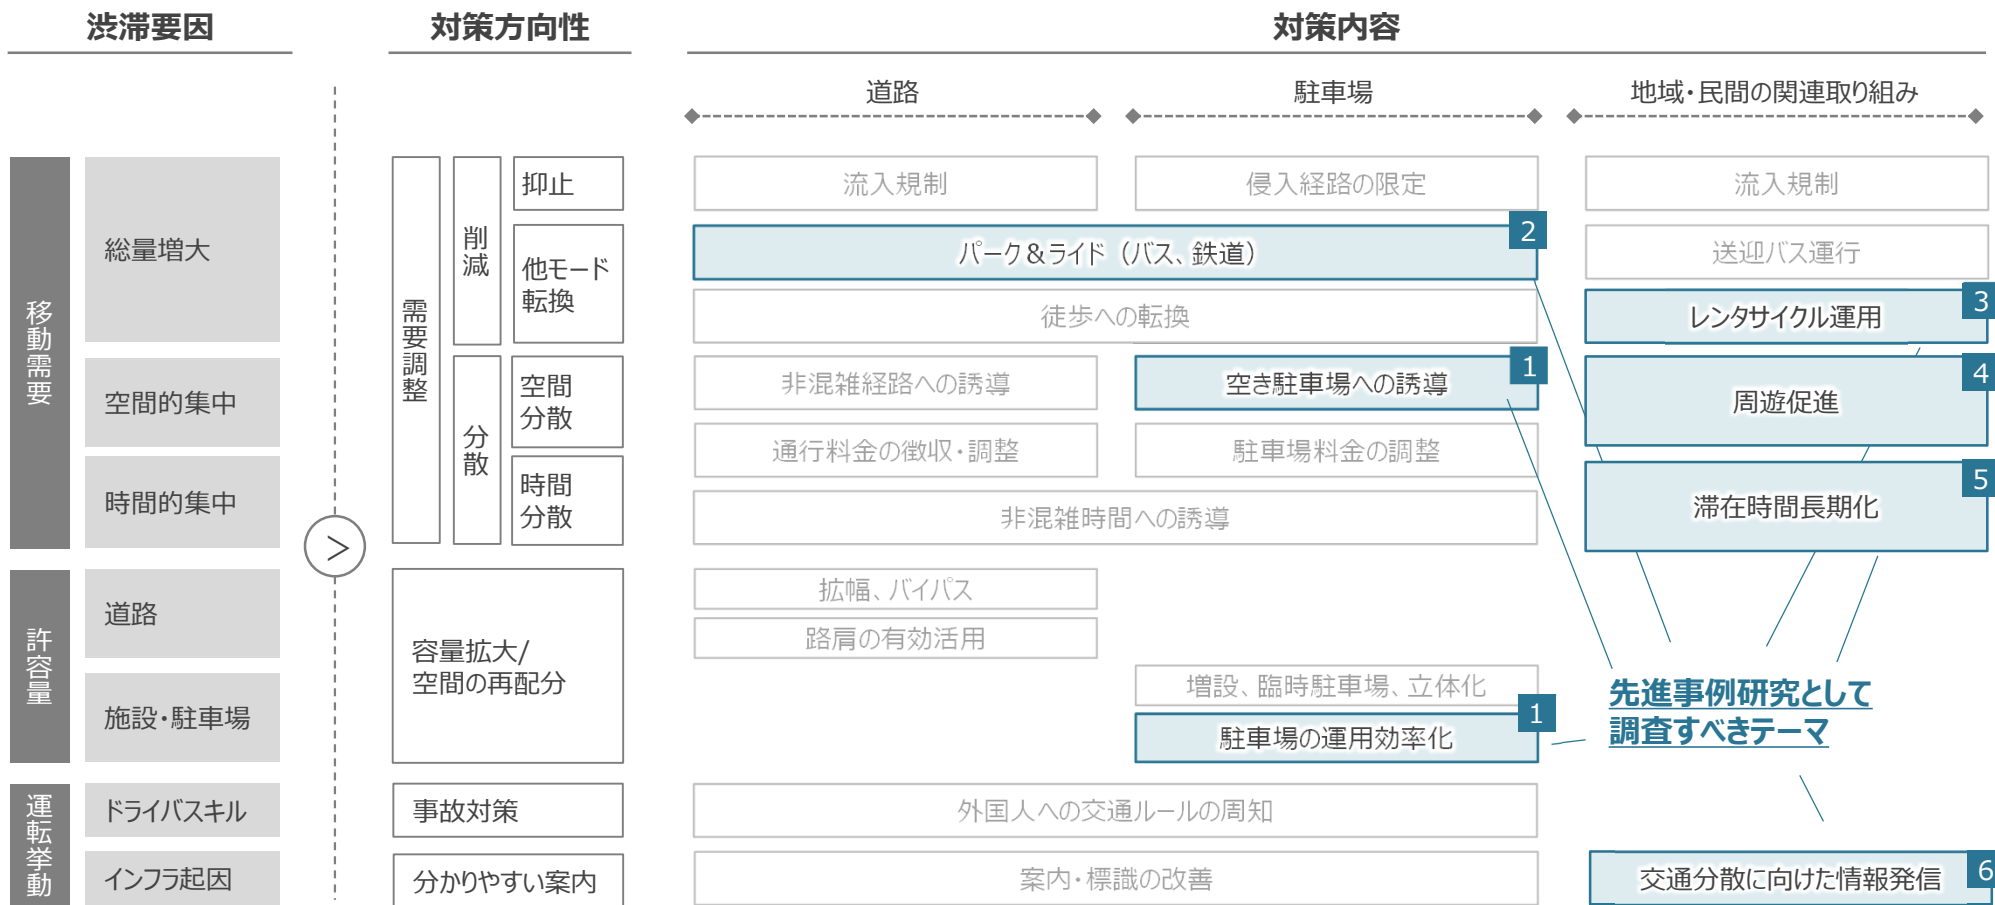 渋滞要因
対策方向性
対策内容
道路
駐車場
地域・民間の関連取り組み
移動需要
総量増大
空間的集中
時間的集中
許容量
道路
施設・駐車場
運転挙動
ドライバスキル
インフラ起因
>
需要調整
削減
抑止
他モード
転換
分散
空間
分散
時間
分散
容量拡大/
空間の再配分
事故対策
分かりやすい案内
流入規制
侵入経路の限定
流入規制
パーク&ライド（バス、鉄道）
2
送迎バス運行
徒歩への転換
レンタサイクル運用
3
非混雑経路への誘導
空き駐車場への誘導
1
周遊促進
4
通行料金の徴収・調整
駐車場料金の調整
非混雑時間への誘導
滞在時間長期化
5
拡幅、バイパス
路肩の有効活用
増設、臨時駐車場、立体化
駐車場の運用効率化
1
先進事例研究として
調査すべきテーマ
外国人への交通ルールの周知
案内・標識の改善
交通分散に向けた情報発信
6